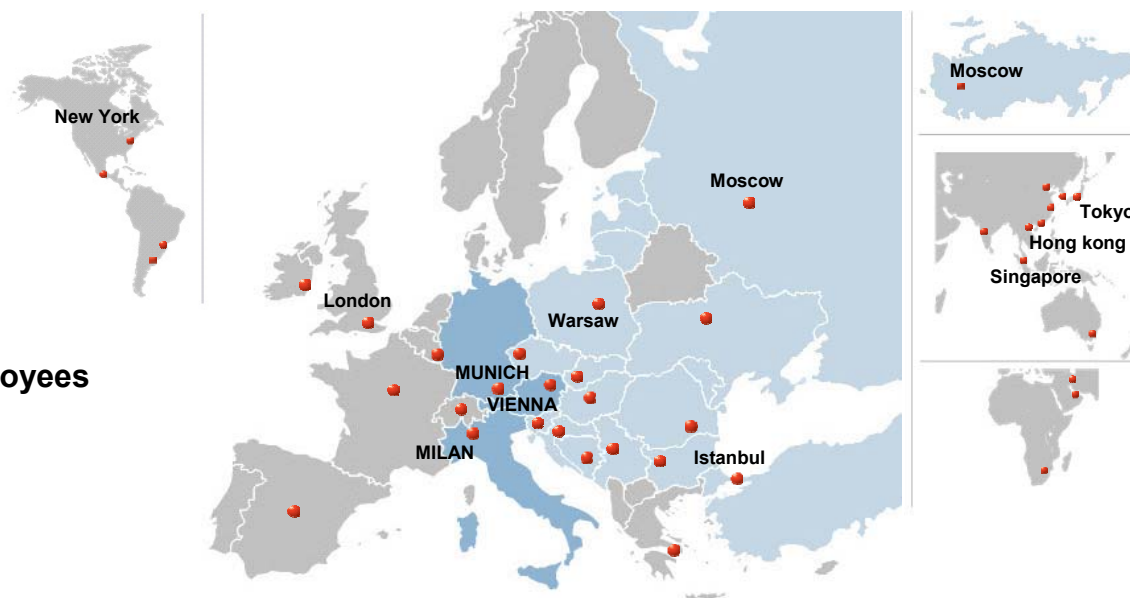 New York
oyees
London
Moscow
Warsaw
MUNICH
VIENNA
MILAN
Istanbul
Moscow
Tokyo
Hong kong
Singapore